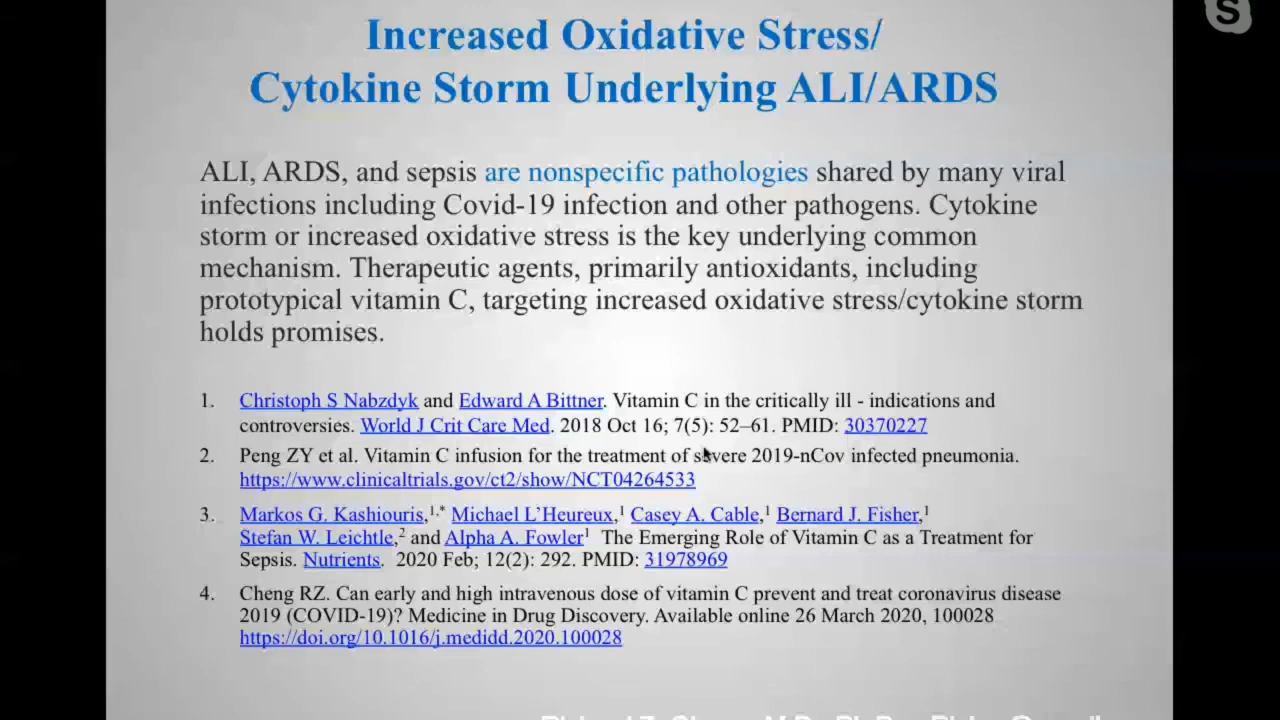 S
Increased Oxidative Stress/
Cytokine Storm Underlying ALI/ARDS
ALI, ARDS, and sepsis are nonspecific pathologies shared by many viral
infections including Covid-19 infection and other pathogens. Cytokine
storm or increased oxidative stress is the key underlying common
mechanism. Therapeutic agents, primarily antioxidants, including
prototypical vitamin C, targeting increased oxidative stress/cytokine storm
holds promises.
1. Christoph S Nabzdyk and Edward A Bittner. Vitamin C in the critically ill - indications and
controversies. World J Crit Care Med. 2018 Oct 16; 7(5): 52–61. PMID: 30370227
2. Peng ZY et al. Vitamin C infusion for the treatment of severe 2019-nCov infected pneumonia.
https://www.clinicaltrials.gov/ct2/show/NCT04264533
3. Markos G. Kashiouris,1,* Michael L’Heureux,1 Casey A. Cable,1 Bernard J. Fisher,1
Stefan W. Leichtle,2 and Alpha A. Fowler1 The Emerging Role of Vitamin C as a Treatment for
Sepsis. Nutrients. 2020 Feb; 12(2): 292. PMID: 31978969
4. Cheng RZ. Can early and high intravenous dose of vitamin C prevent and treat coronavirus disease
2019 (COVID-19)? Medicine in Drug Discovery. Available online 26 March 2020, 100028
https://doi.org/10.1016/j.medidd.2020.100028